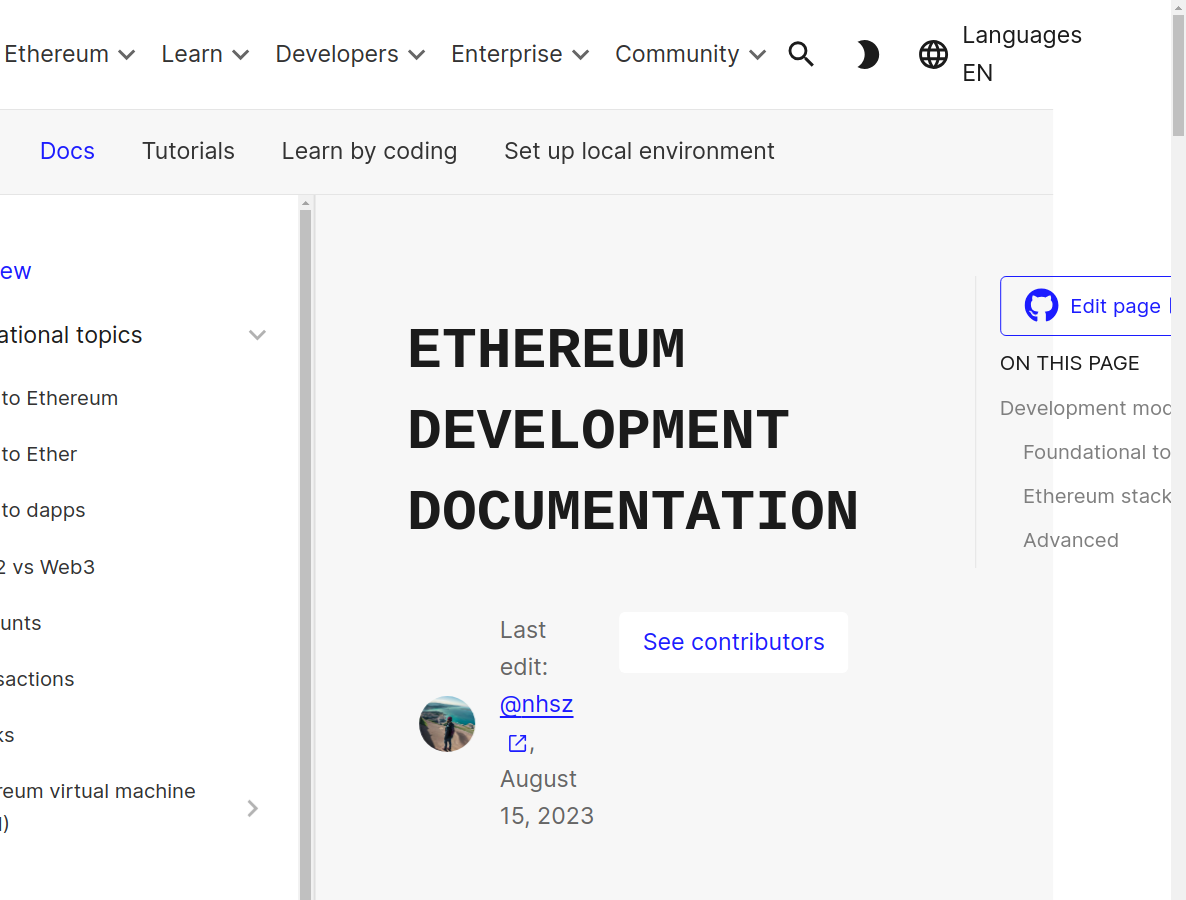 Ethereum Learn Developers Enterprise Community Languages EN
Docs Tutorials Learn by coding Set up local environment
ew
ational topics
to Ethereum
to Ether
to dapps
2 vs Web3
unts
sactions
ks
reum virtual machine
)
ETHEREUM
DEVELOPMENT
DOCUMENTATION
Last
edit:
@nhsz
,
August
15, 2023
See contributors
Edit page
ON THIS PAGE
Development mod
Foundational to
Ethereum stack
Advanced